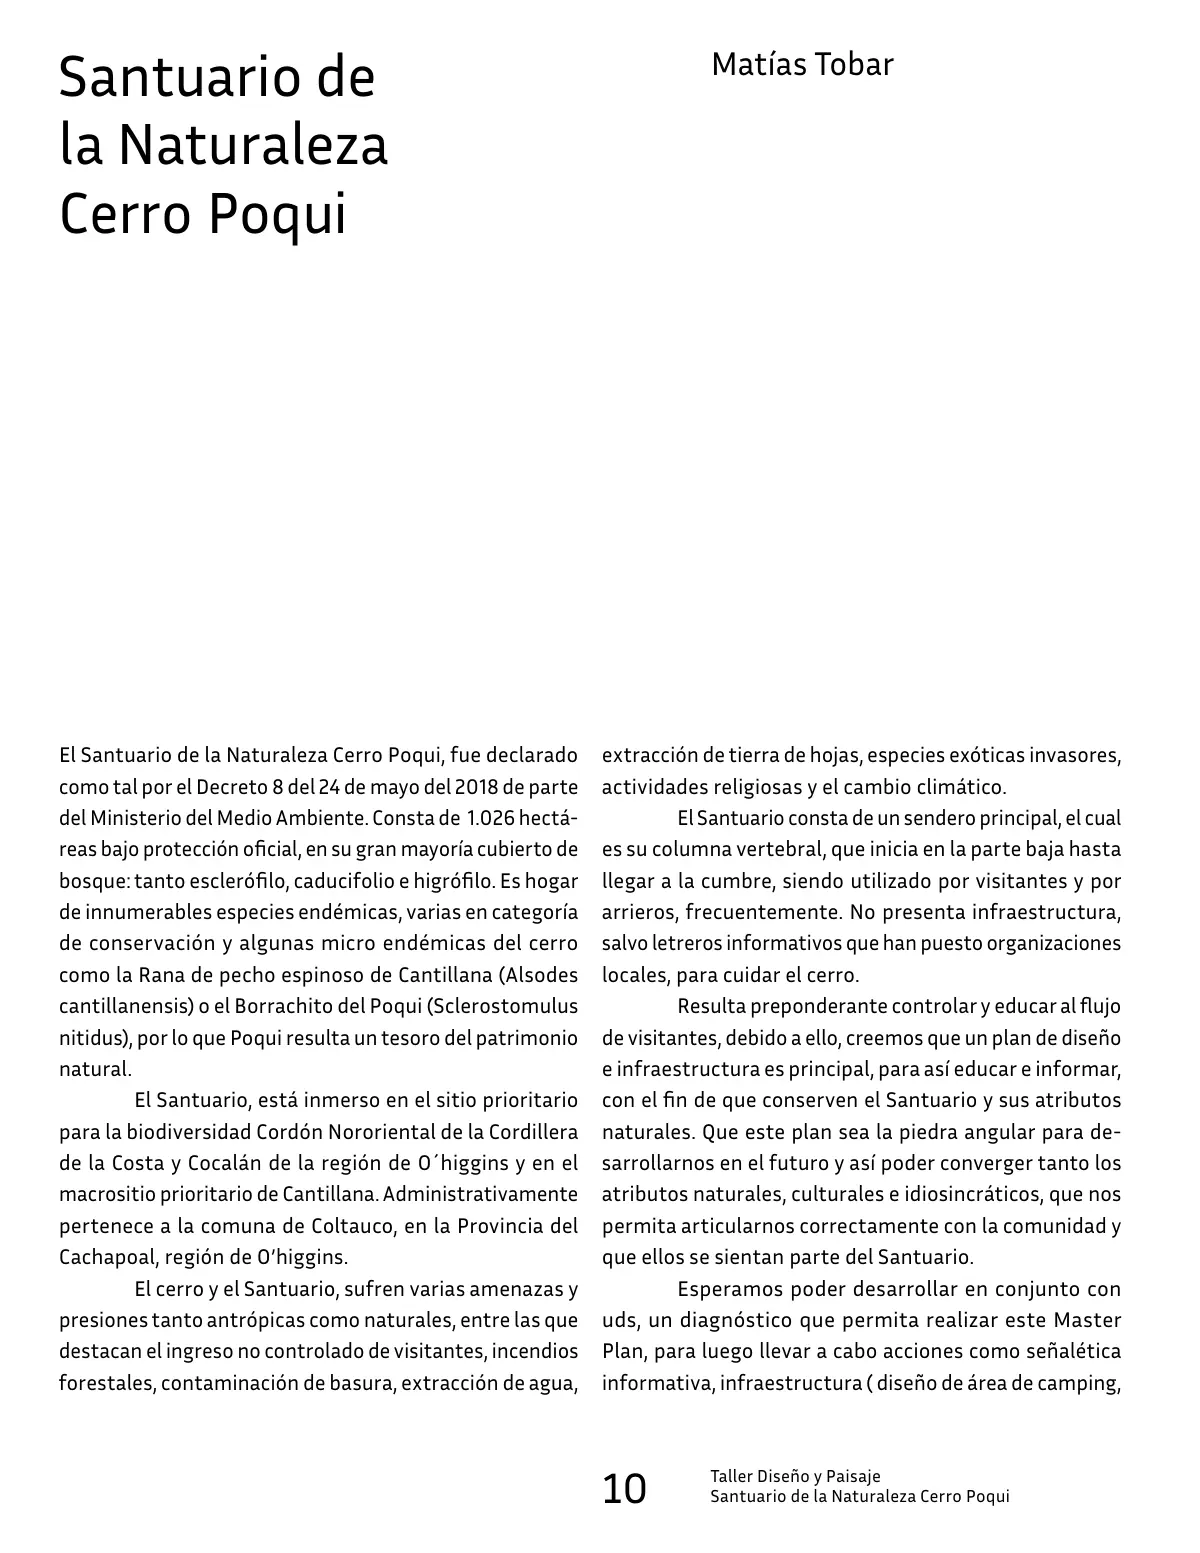 Santuario de
la Naturaleza
Cerro Poqui
Matías Tobar
El Santuario de la Naturaleza Cerro Poqui, fue declarado
como tal por el Decreto 8 del 24 de mayo del 2018 de parte
del Ministerio del Medio Ambiente. Consta de 1.026 hectá-
reas bajo protección oficial, en su gran mayoría cubierto de
bosque: tanto esclerófilo, caducifolio e higrófilo. Es hogar
de innumerables especies endémicas, varias en categoría
de conservación y algunas micro endémicas del cerro
como la Rana de pecho espinoso de Cantillana (Alsodes
cantillanensis) o el Borrachito del Poqui (Sclerostomulus
nitidus), por lo que Poqui resulta un tesoro del patrimonio
natural.
El Santuario, está inmerso en el sitio prioritario
para la biodiversidad Cordón Nororiental de la Cordillera
de la Costa y Cocalán de la región de O´higgins y en el
macrositio prioritario de Cantillana. Administrativamente
pertenece a la comuna de Coltauco, en la Provincia del
Cachapoal, región de O’higgins.
El cerro y el Santuario, sufren varias amenazas y
presiones tanto antrópicas como naturales, entre las que
destacan el ingreso no controlado de visitantes, incendios
forestales, contaminación de basura, extracción de agua,
extracción de tierra de hojas, especies exóticas invasores,
actividades religiosas y el cambio climático.
El Santuario consta de un sendero principal, el cual
es su columna vertebral, que inicia en la parte baja hasta
llegar a la cumbre, siendo utilizado por visitantes y por
arrieros, frecuentemente. No presenta infraestructura,
salvo letreros informativos que han puesto organizaciones
locales, para cuidar el cerro.
Resulta preponderante controlar y educar al flujo
de visitantes, debido a ello, creemos que un plan de diseño
e infraestructura es principal, para así educar e informar,
con el fin de que conserven el Santuario y sus atributos
naturales. Que este plan sea la piedra angular para de-
sarrollarnos en el futuro y así poder converger tanto los
atributos naturales, culturales e idiosincráticos, que nos
permita articularnos correctamente con la comunidad y
que ellos se sientan parte del Santuario.
Esperamos poder desarrollar en conjunto con
uds, un diagnóstico que permita realizar este Master
Plan, para luego llevar a cabo acciones como señalética
informativa, infraestructura ( diseño de área de camping,
10
Taller Diseño y Paisaje
Santuario de la Naturaleza Cerro Poqui